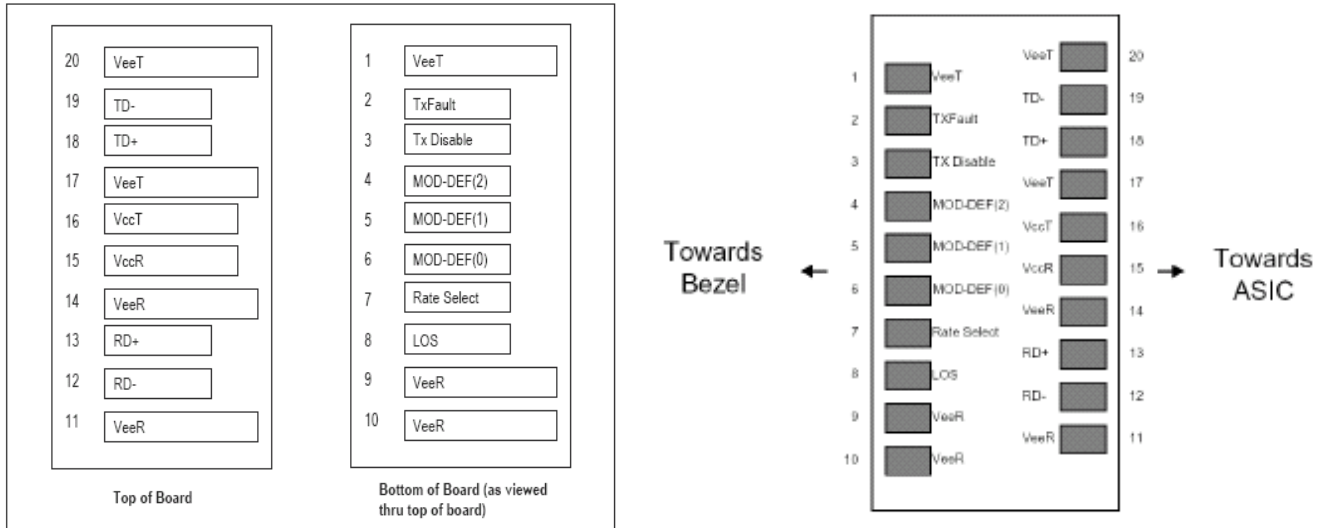 20 VeeT
19 TD-
18 TD+
17 VeeT
16 VccT
15 VccR
14 VeeR
13 RD+
12 RD-
11 VeeR
Top of Board
1 VeeT
2 TxFault
3 Tx Disable
4 MOD-DEF(2)
5 MOD-DEF(1)
6 MOD-DEF(0)
7 Rate Select
8 LOS
9 VeeR
10 VeeR
Bottom of Board (as viewed
thru top of board)
Towards
Bezel
1 VeeT
2 TXFault
3 TX Disable
4 MOD-DEF(2)
5 MOD-DEF(1)
6 MOD-DEF(0)
7 Rate Select
8 LOS
9 VeeR
10 VeeR
VeeT 20
TD- 19
TD+ 18
VeeT 17
VccT 16
VccR 15
VeeR 14
RD+ 13
RD- 12
VeeR 11
Towards
ASIC